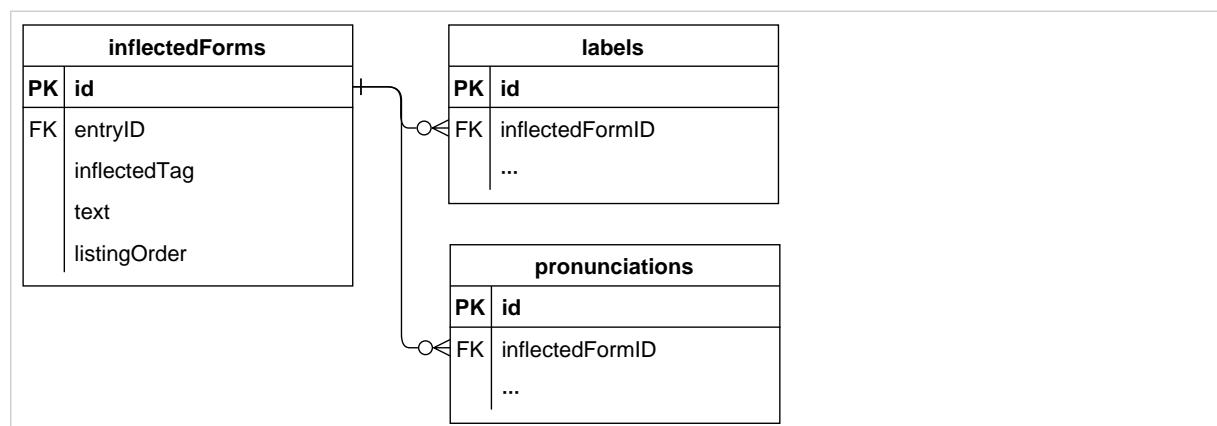 inflectedForms
PK id
FK entryID
inflectedTag
text
listingOrder
labels
PK id
FK inflectedFormID
...
pronunciations
PK id
FK inflectedFormID
...